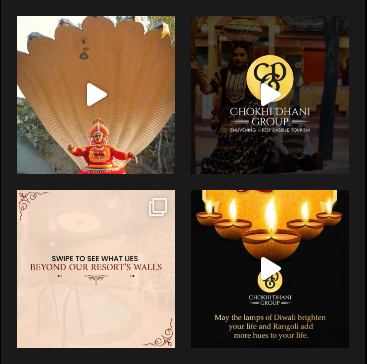 CHOKHI DHANI
GROUP
ENLIVENING RESPONSIBLE TOURISM
SWIPE TO SEE WHAT LIES
BEYOND OUR RESORT'S WALLS
CHOKHI DHANI
GROUP
May the lamps of Diwali brighten
your life and Rangoli add
more hues to your life.